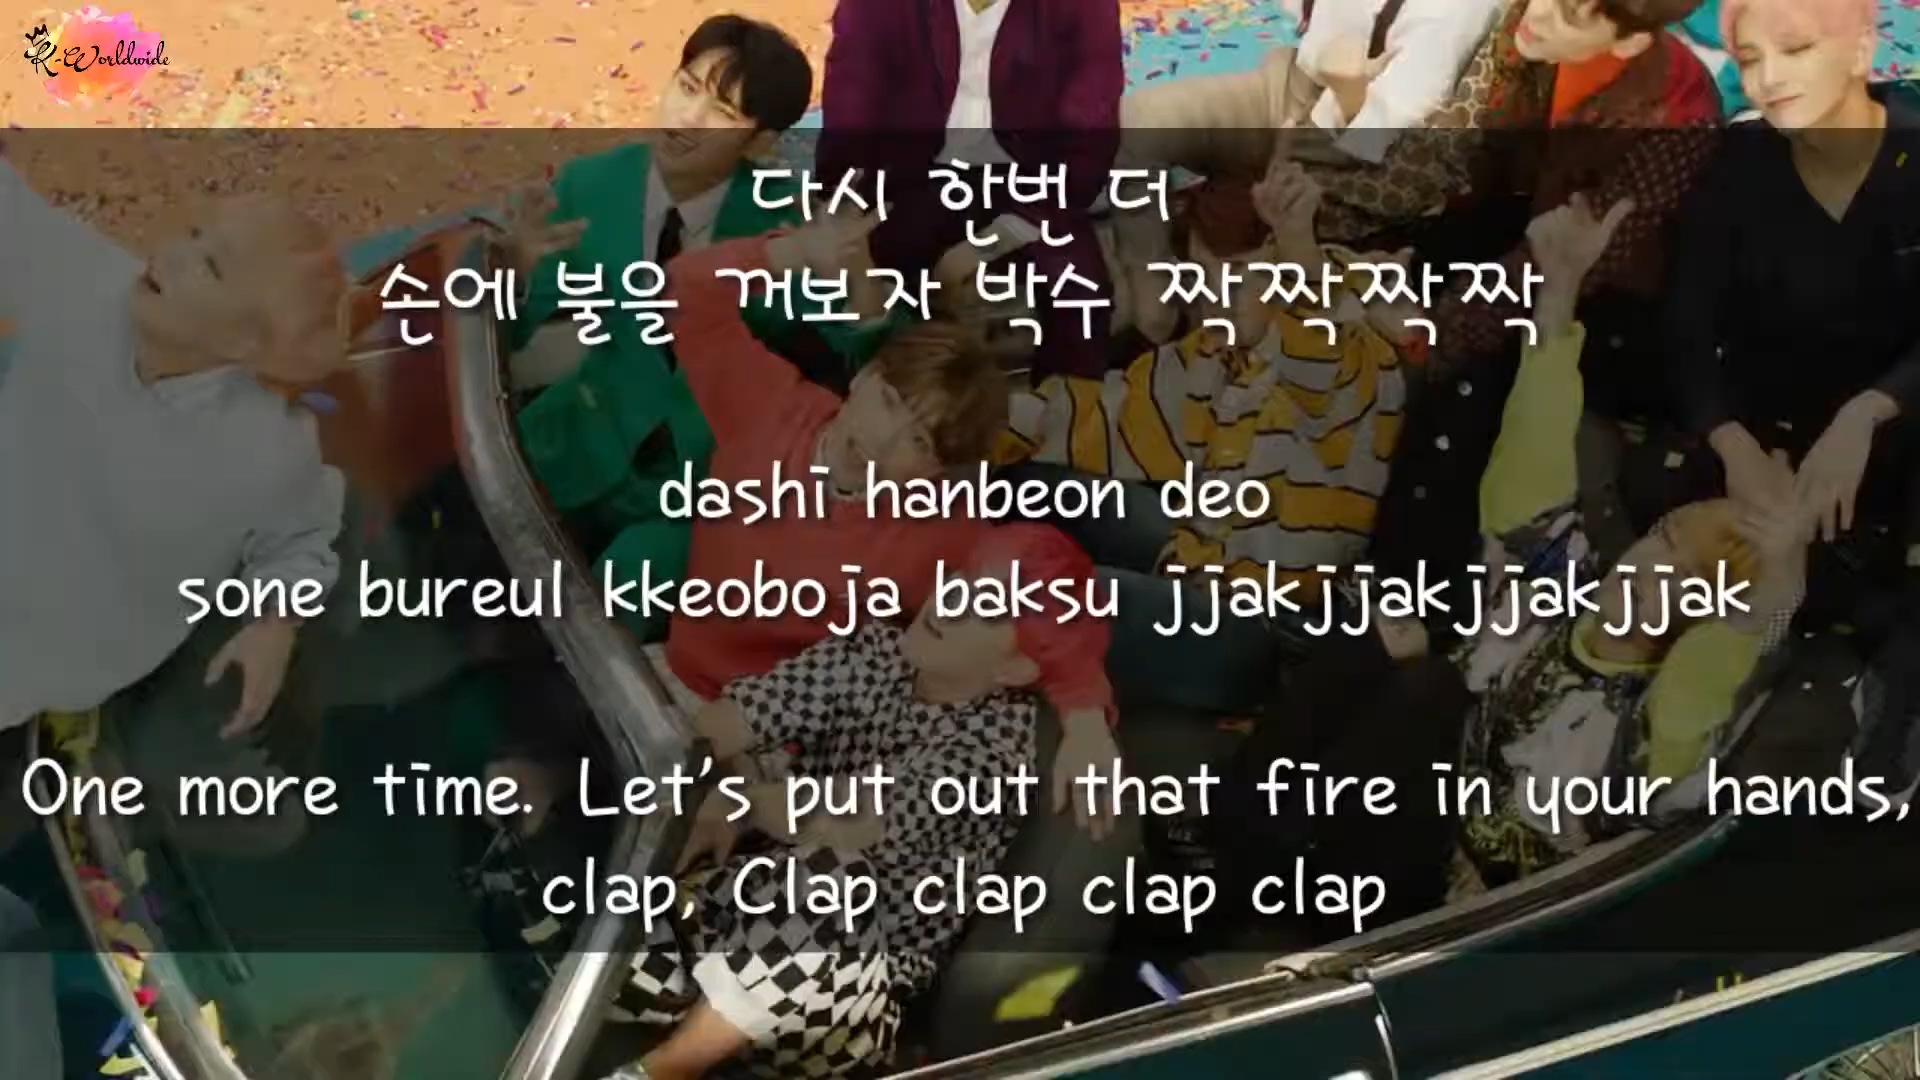 K-Worldwide
다시 한번 더
손에 불을 꺼보자 박수 짝짝짝짝
dashi hanbeon deo
sone bureul kkeoboja baksu jjakjjakjjakjjak
One more time. Let's put out that fire in your hands,
clap, Clap clap clap clap